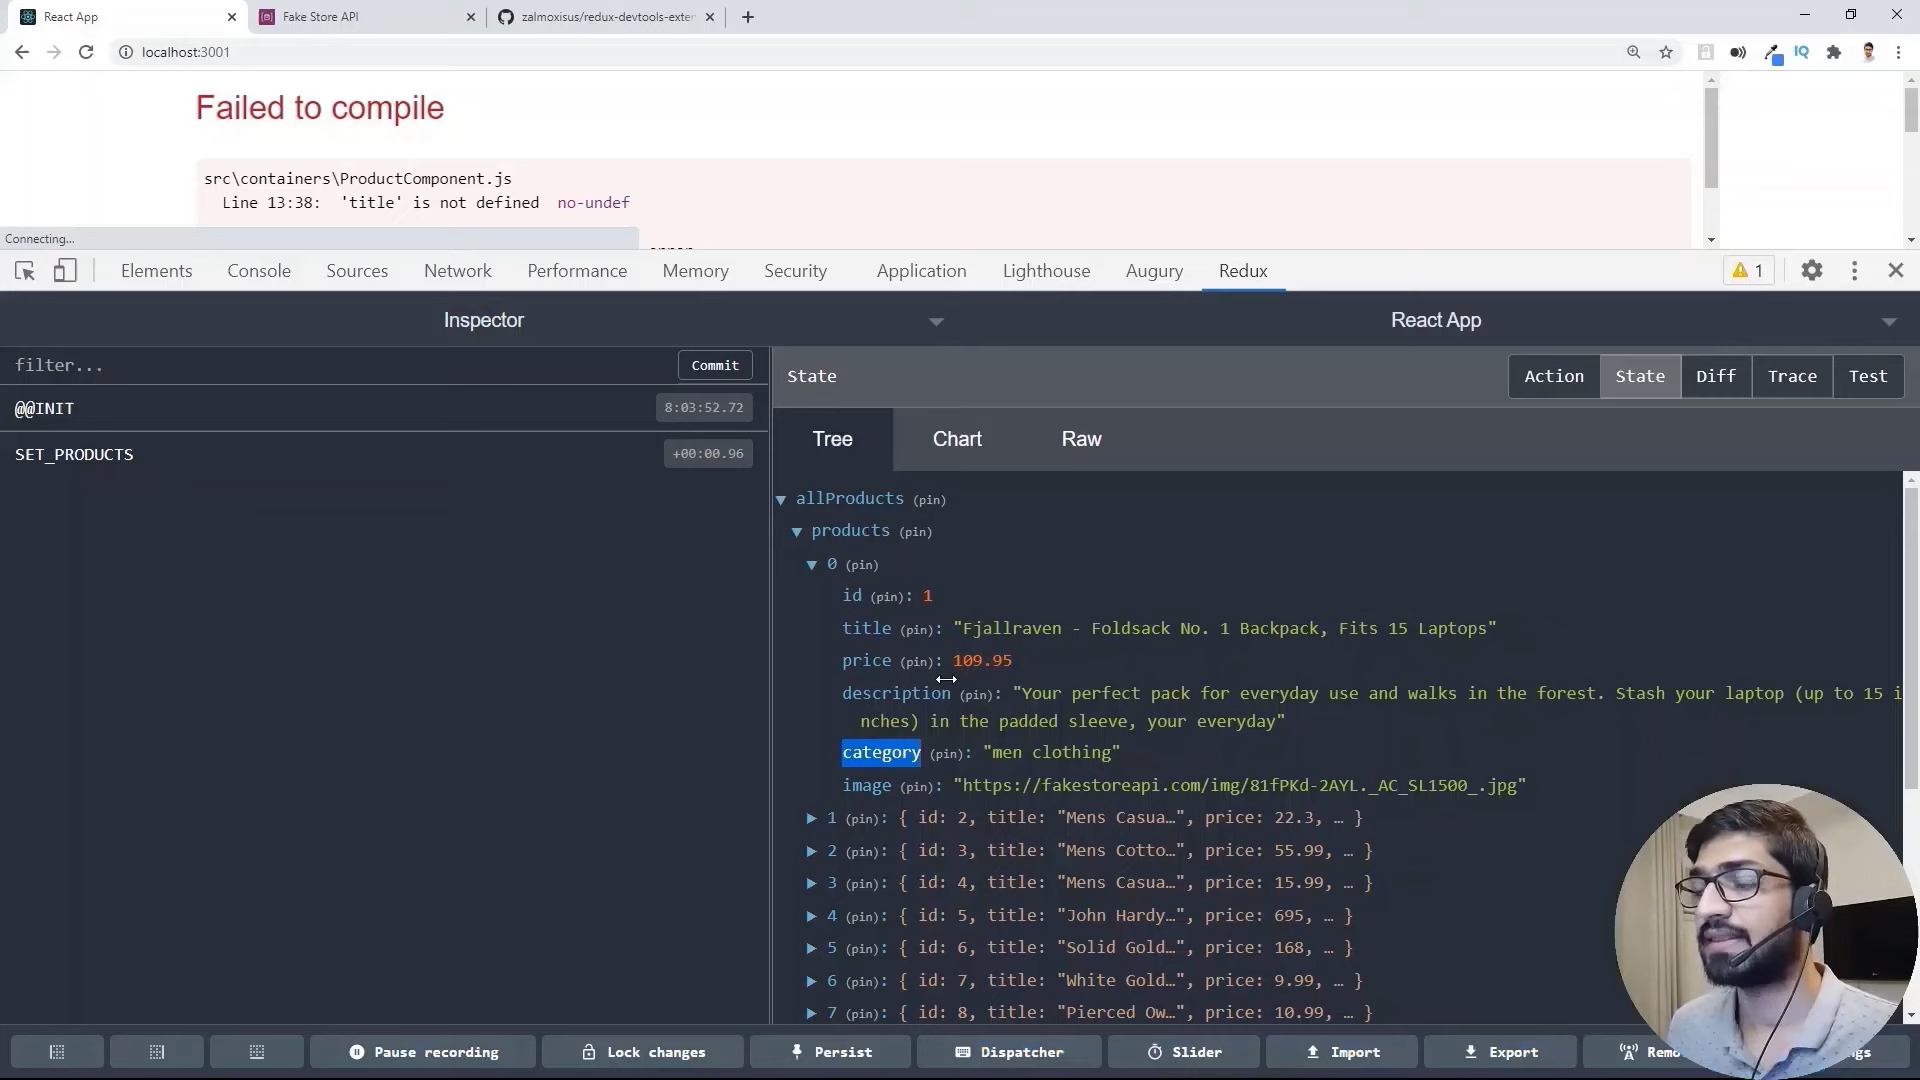 React App
Fake Store API
zalmoxisus/redux-devtools-exter
localhost:3001
IQ
Failed to compile
src\containers\ProductComponent.js
Line 13:38: 'title' is not defined no-undef
Connecting...
Elements Console Sources Network Performance Memory Security Application Lighthouse Augury Redux
1
Inspector
React App
filter...
Commit
@@INIT
8:03:52.72
SET_PRODUCTS
+00:00.96
State
Action State Diff Trace Test
Tree Chart Raw
allProducts (pin)
products (pin)
0 (pin)
id (pin): 1
title (pin): "Fjallraven - Foldsack No. 1 Backpack, Fits 15 Laptops"
price (pin): 109.95
description (pin): "Your perfect pack for everyday use and walks in the forest. Stash your laptop (up to 15 i
nches) in the padded sleeve, your everyday"
category (pin): "men clothing"
image (pin): "https://fakestoreapi.com/img/81fPKd-2AYL._AC_SL1500_.jpg"
1 (pin): { id: 2, title: "Mens Casua…", price: 22.3, … }
2 (pin): { id: 3, title: "Mens Cotto…", price: 55.99, … }
3 (pin): { id: 4, title: "Mens Casua…", price: 15.99, … }
4 (pin): { id: 5, title: "John Hardy…", price: 695, … }
5 (pin): { id: 6, title: "Solid Gold…", price: 168, … }
6 (pin): { id: 7, title: "White Gold…", price: 9.99, … }
7 (pin): { id: 8, title: "Pierced Ow…", price: 10.99, … }
Pause recording
Lock changes
Persist
Dispatcher
Slider
Import
Export
Remo
gs